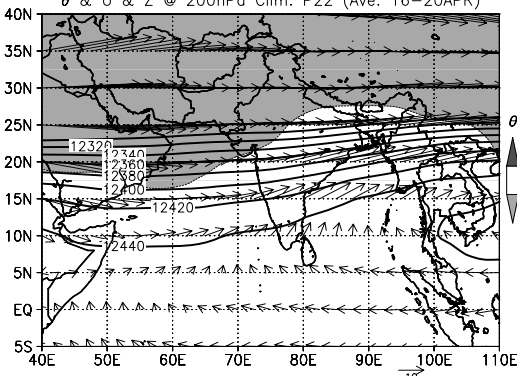 θ & U & Z @ 200hPa Clim. P22 (Ave. 16-20APR)
40N
35N
30N
25N
θ
12320
12340
20N
12360
12380
12400
15N
12420
10N
12440
5N
EQ
5S
40E 50E 60E 70E 80E 90E 100E 110E